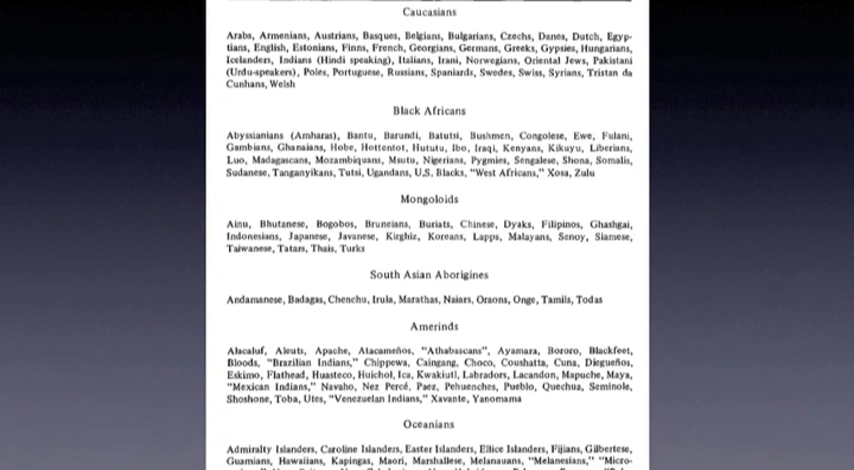 Caucasians
Arabs, Armenians, Austrians, Basques, Belgians, Bulgarians, Czechs, Danes, Dutch, Egyp-
tians, English, Estonians, Finns, French, Georgians, Germans, Greeks, Gypsies, Hungarians,
Icelanders, Indians (Hindi speaking), Italians, Irani, Norwegians, Oriental Jews, Pakistani
(Urdu-speakers), Poles, Portuguese, Russians, Spaniards, Swedes, Swiss, Syrians, Tristan da
Cunhans, Welsh
Black Africans
Abyssianians (Amharas), Bantu, Barundi, Batutsi, Bushmen, Congolese, Ewe, Fulani,
Gambians, Ghanaians, Hobe, Hottentot, Hututu, Ibo, Iraqi, Kenyans, Kikuyu, Liberians,
Luo, Madagascans, Mozambiquans, Msutu, Nigerians, Pygmies, Sengalese, Shona, Somalis,
Sudanese, Tanganyikans, Tutsi, Ugandans, U.S. Blacks, "West Africans," Xosa, Zulu
Mongoloids
Ainu, Bhutanese, Bogobos, Bruneians, Buriats, Chinese, Dyaks, Filipinos, Ghashgai,
Indonesians, Japanese, Javanese, Kirghiz, Koreans, Lapps, Malayans, Senoy, Siamese,
Taiwanese, Tatars, Thais, Turks
South Asian Aborigines
Andamanese, Badagas, Chenchu, Irula, Marathas, Naiars, Oraons, Onge, Tamils, Todas
Amerinds
Alacaluf, Aleuts, Apache, Atacameños, "Athabascans", Ayamara, Bororo, Blackfeet,
Bloods, "Brazilian Indians," Chippewa, Caingang, Choco, Coushatta, Cuna, Diegueños,
Eskimo, Flathead, Huasteco, Huichol, Ica, Kwakiutl, Labradors, Lacandon, Mapuche, Maya,
"Mexican Indians," Navaho, Nez Percé, Paez, Pehuenches, Pueblo, Quechua, Seminole,
Shoshone, Toba, Utes, "Venezuelan Indians," Xavante, Yanomama
Oceanians
Admiralty Islanders, Caroline Islanders, Easter Islanders, Ellice Islanders, Fijians, Gilbertese,
Guamians, Hawaiians, Kapingas, Maori, Marshallese, Melanauans, "Melanesians," "Micro-